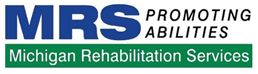 MRS PROMOTING
ABILITIES
Michigan Rehabilitation Services